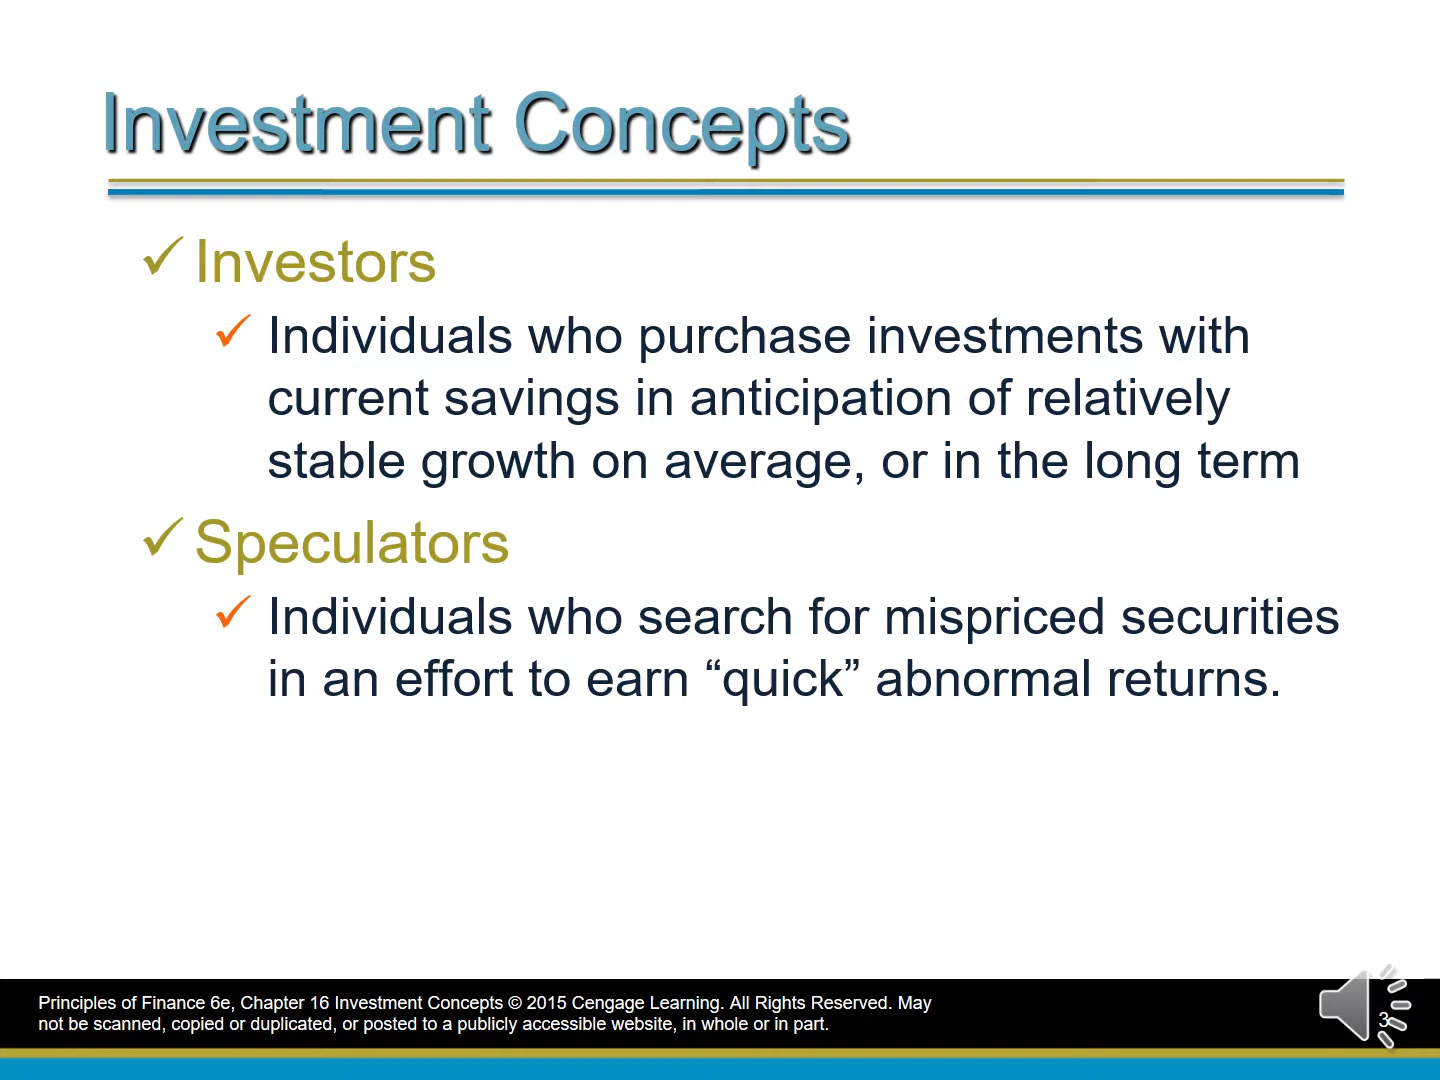 Investment Concepts
Investors
Individuals who purchase investments with
current savings in anticipation of relatively
stable growth on average, or in the long term
Speculators
Individuals who search for mispriced securities
in an effort to earn “quick” abnormal returns.
Principles of Finance 6e, Chapter 16 Investment Concepts © 2015 Cengage Learning. All Rights Reserved. May
not be scanned, copied or duplicated, or posted to a publicly accessible website, in whole or in part.
3